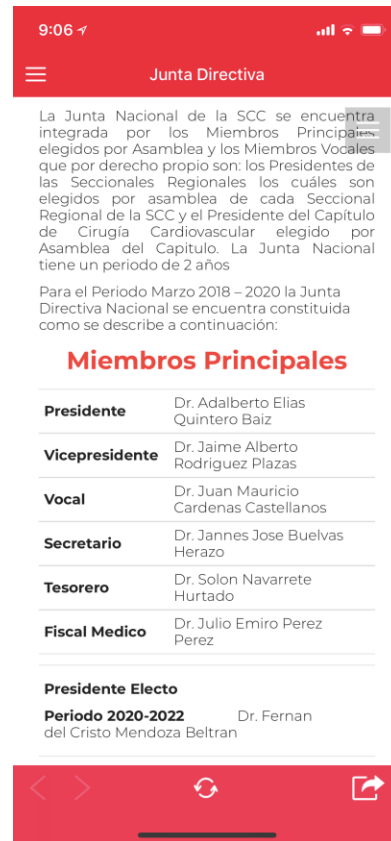 9:06
Junta Directiva
La Junta Nacional de la SCC se encuentra
integrada por los Miembros Principales
elegidos por Asamblea y los Miembros Vocales
que por derecho propio son: los Presidentes de
las Seccionales Regionales los cuáles son
elegidos por asamblea de cada Seccional
Regional de la SCC y el Presidente del Capítulo
de Cirugía Cardiovascular elegido por
Asamblea del Capitulo. La Junta Nacional
tiene un periodo de 2 años
Para el Periodo Marzo 2018 – 2020 la Junta
Directiva Nacional se encuentra constituida
como se describe a continuación:
Miembros Principales
Presidente Dr. Adalberto Elias
Quintero Baiz
Vicepresidente Dr. Jaime Alberto
Rodriguez Plazas
Vocal Dr. Juan Mauricio
Cardenas Castellanos
Secretario Dr. Jannes Jose Buelvas
Herazo
Tesorero Dr. Solon Navarrete
Hurtado
Fiscal Medico Dr. Julio Emiro Perez
Perez
Presidente Electo
Periodo 2020-2022 Dr. Fernan
del Cristo Mendoza Beltran